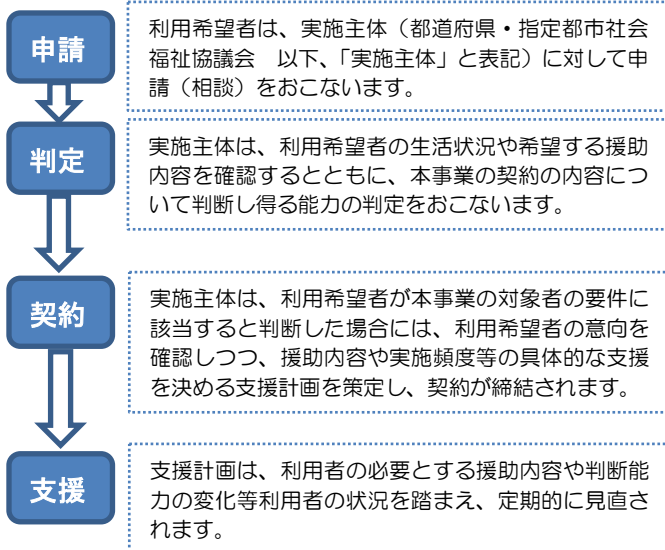 申請
利用希望者は、実施主体（都道府県・指定都市社会
福祉協議会　以下、「実施主体」と表記）に対して申
請（相談）をおこないます。
判定
実施主体は、利用希望者の生活状況や希望する援助
内容を確認するとともに、本事業の契約の内容につ
いて判断し得る能力の判定をおこないます。
契約
実施主体は、利用希望者が本事業の対象者の要件に
該当すると判断した場合には、利用希望者の意向を
確認しつつ、援助内容や実施頻度等の具体的な支援
を決める支援計画を策定し、契約が締結されます。
支援
支援計画は、利用者の必要とする援助内容や判断能
力の変化等利用者の状況を踏まえ、定期的に見直さ
れます。